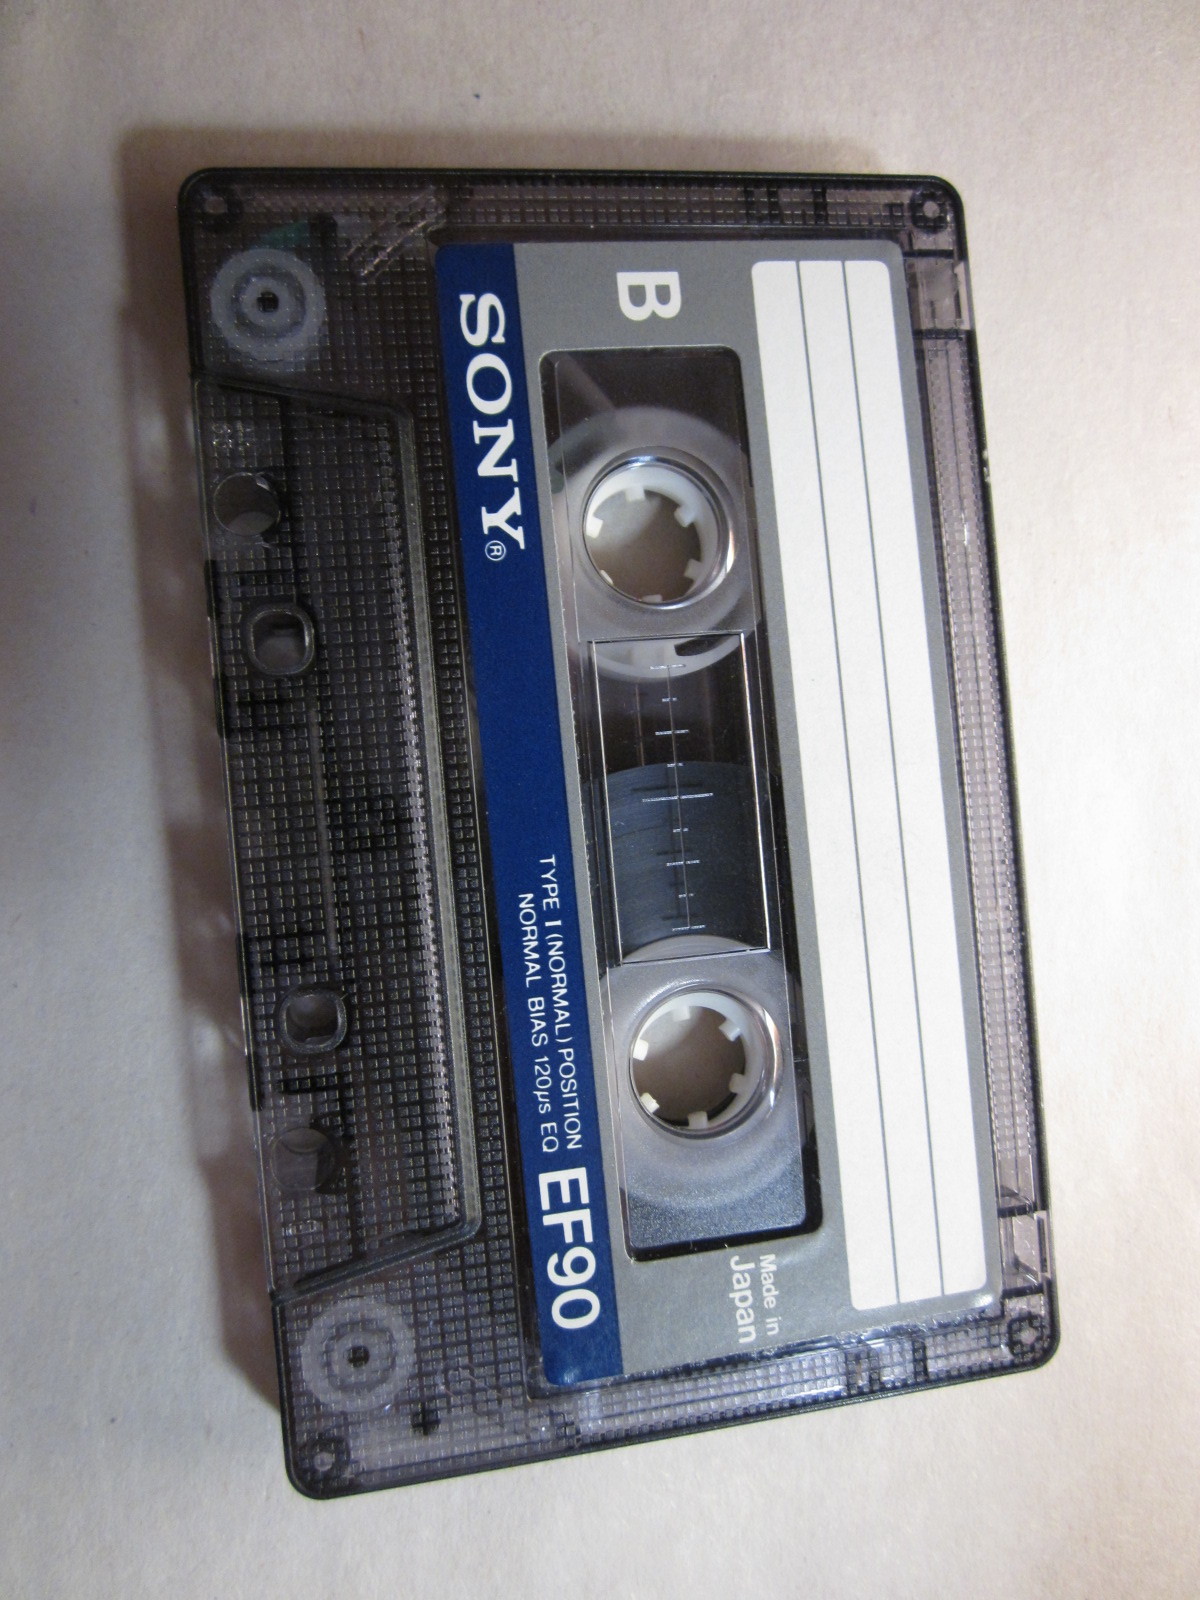 B
Made in
Japan
SONY®
TYPE I (NORMAL) POSITION
NORMAL BIAS 120µs EQ
EF90